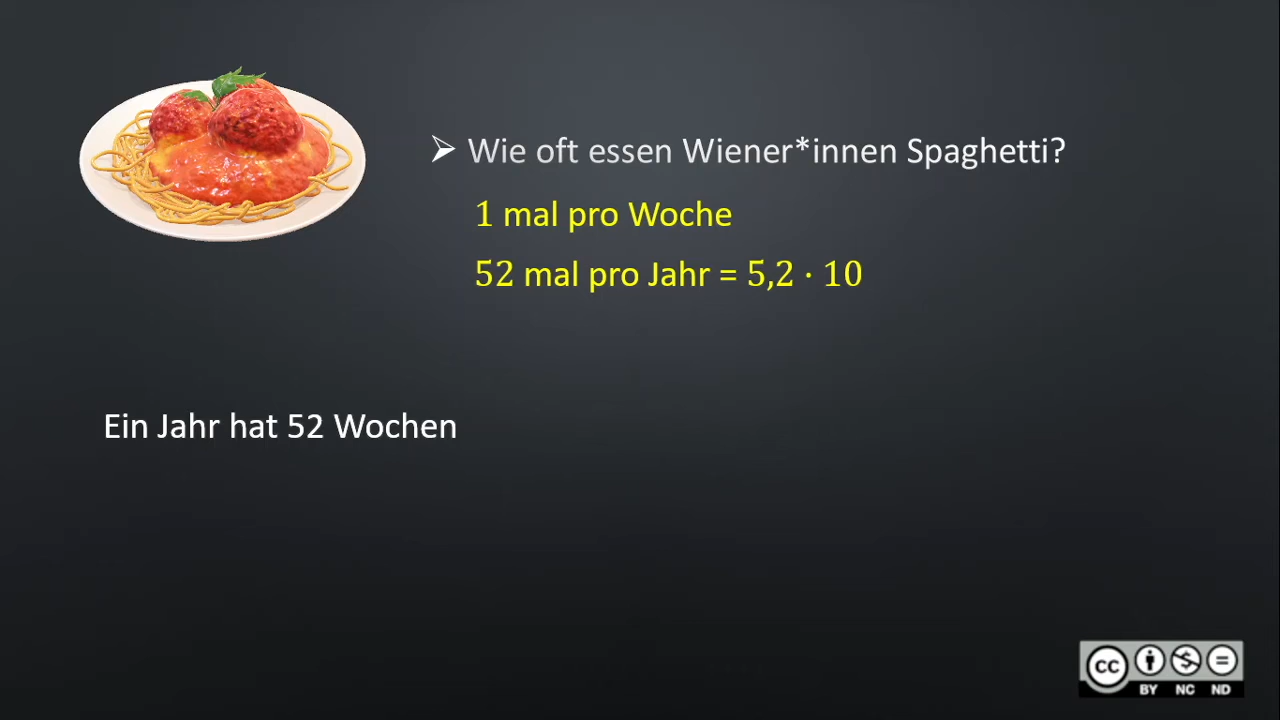 ➢ Wie oft essen Wiener*innen Spaghetti?
1 mal pro Woche
52 mal pro Jahr = 5,2 · 10
Ein Jahr hat 52 Wochen
cc
BY NC ND